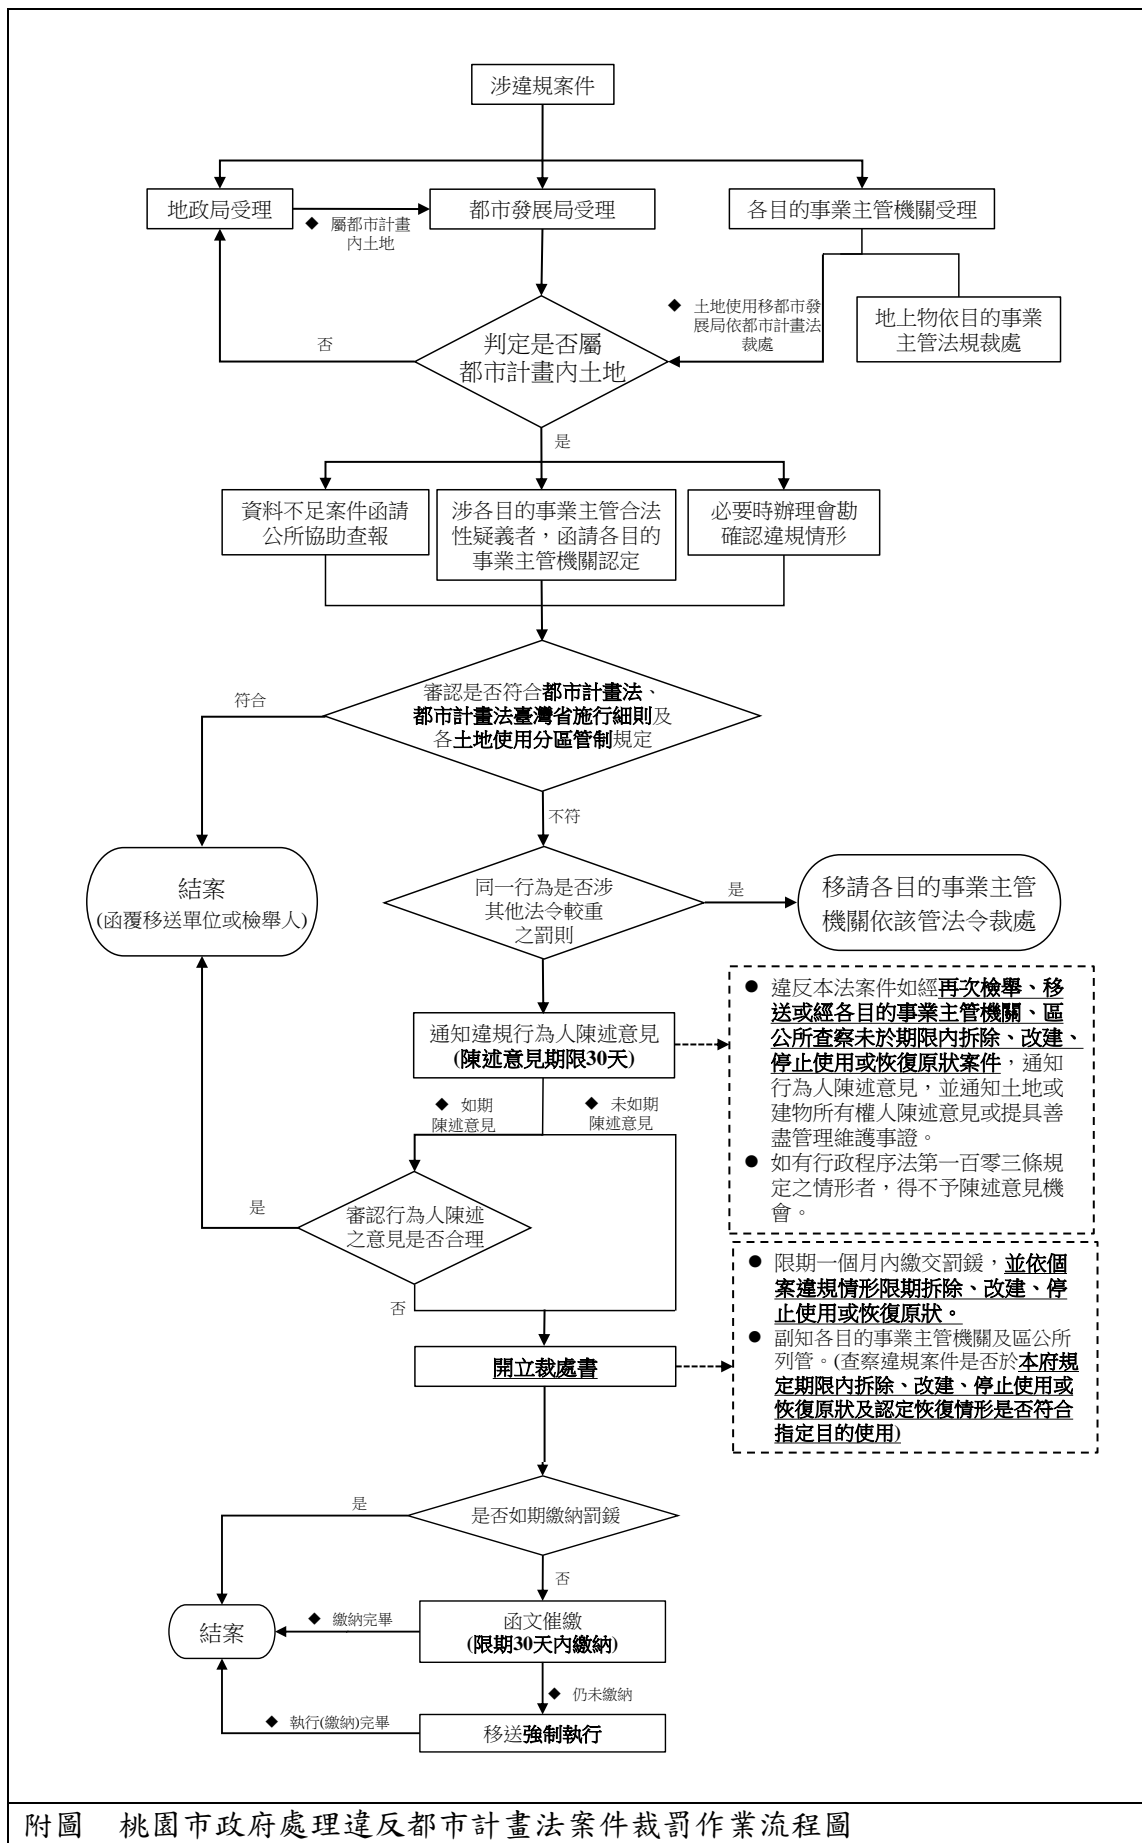 涉違規案件
地政局受理
◆ 屬都市計畫
內土地
都市發展局受理
各目的事業主管機關受理
◆ 土地使用移都市發
展局依都市計畫法
裁處
地上物依目的事業
主管法規裁處
判定是否屬
都市計畫內土地
否
是
資料不足案件函請
公所協助查報
涉各目的事業主管合法
性疑義者，函請各目的
事業主管機關認定
必要時辦理會勘
確認違規情形
審認是否符合都市計畫法、
都市計畫法臺灣省施行細則及
各土地使用分區管制規定
符合
不符
結案
(函覆移送單位或檢舉人)
同一行為是否涉
其他法令較重
之罰則
是
移請各目的事業主管
機關依該管法令裁處
通知違規行為人陳述意見
(陳述意見期限30天)
● 違反本法案件如經再次檢舉、移
送或經各目的事業主管機關、區
公所查察未於期限內拆除、改建、
停止使用或恢復原狀案件，通知
行為人陳述意見，並通知土地或
建物所有權人陳述意見或提具善
盡管理維護事證。
● 如有行政程序法第一百零三條規
定之情形者，得不予陳述意見機
會。
◆ 如期
陳述意見
◆ 未如期
陳述意見
審認行為人陳述
之意見是否合理
是
否
開立裁處書
● 限期一個月內繳交罰鍰，並依個
案違規情形限期拆除、改建、停
止使用或恢復原狀。
● 副知各目的事業主管機關及區公所
列管。(查察違規案件是否於本府規
定期限內拆除、改建、停止使用或
恢復原狀及認定恢復情形是否符合
指定目的使用)
是否如期繳納罰鍰
是
否
結案
◆ 繳納完畢
函文催繳
(限期30天內繳納)
◆ 仍未繳納
◆ 執行(繳納)完畢
移送強制執行
附圖 桃園市政府處理違反都市計畫法案件裁罰作業流程圖